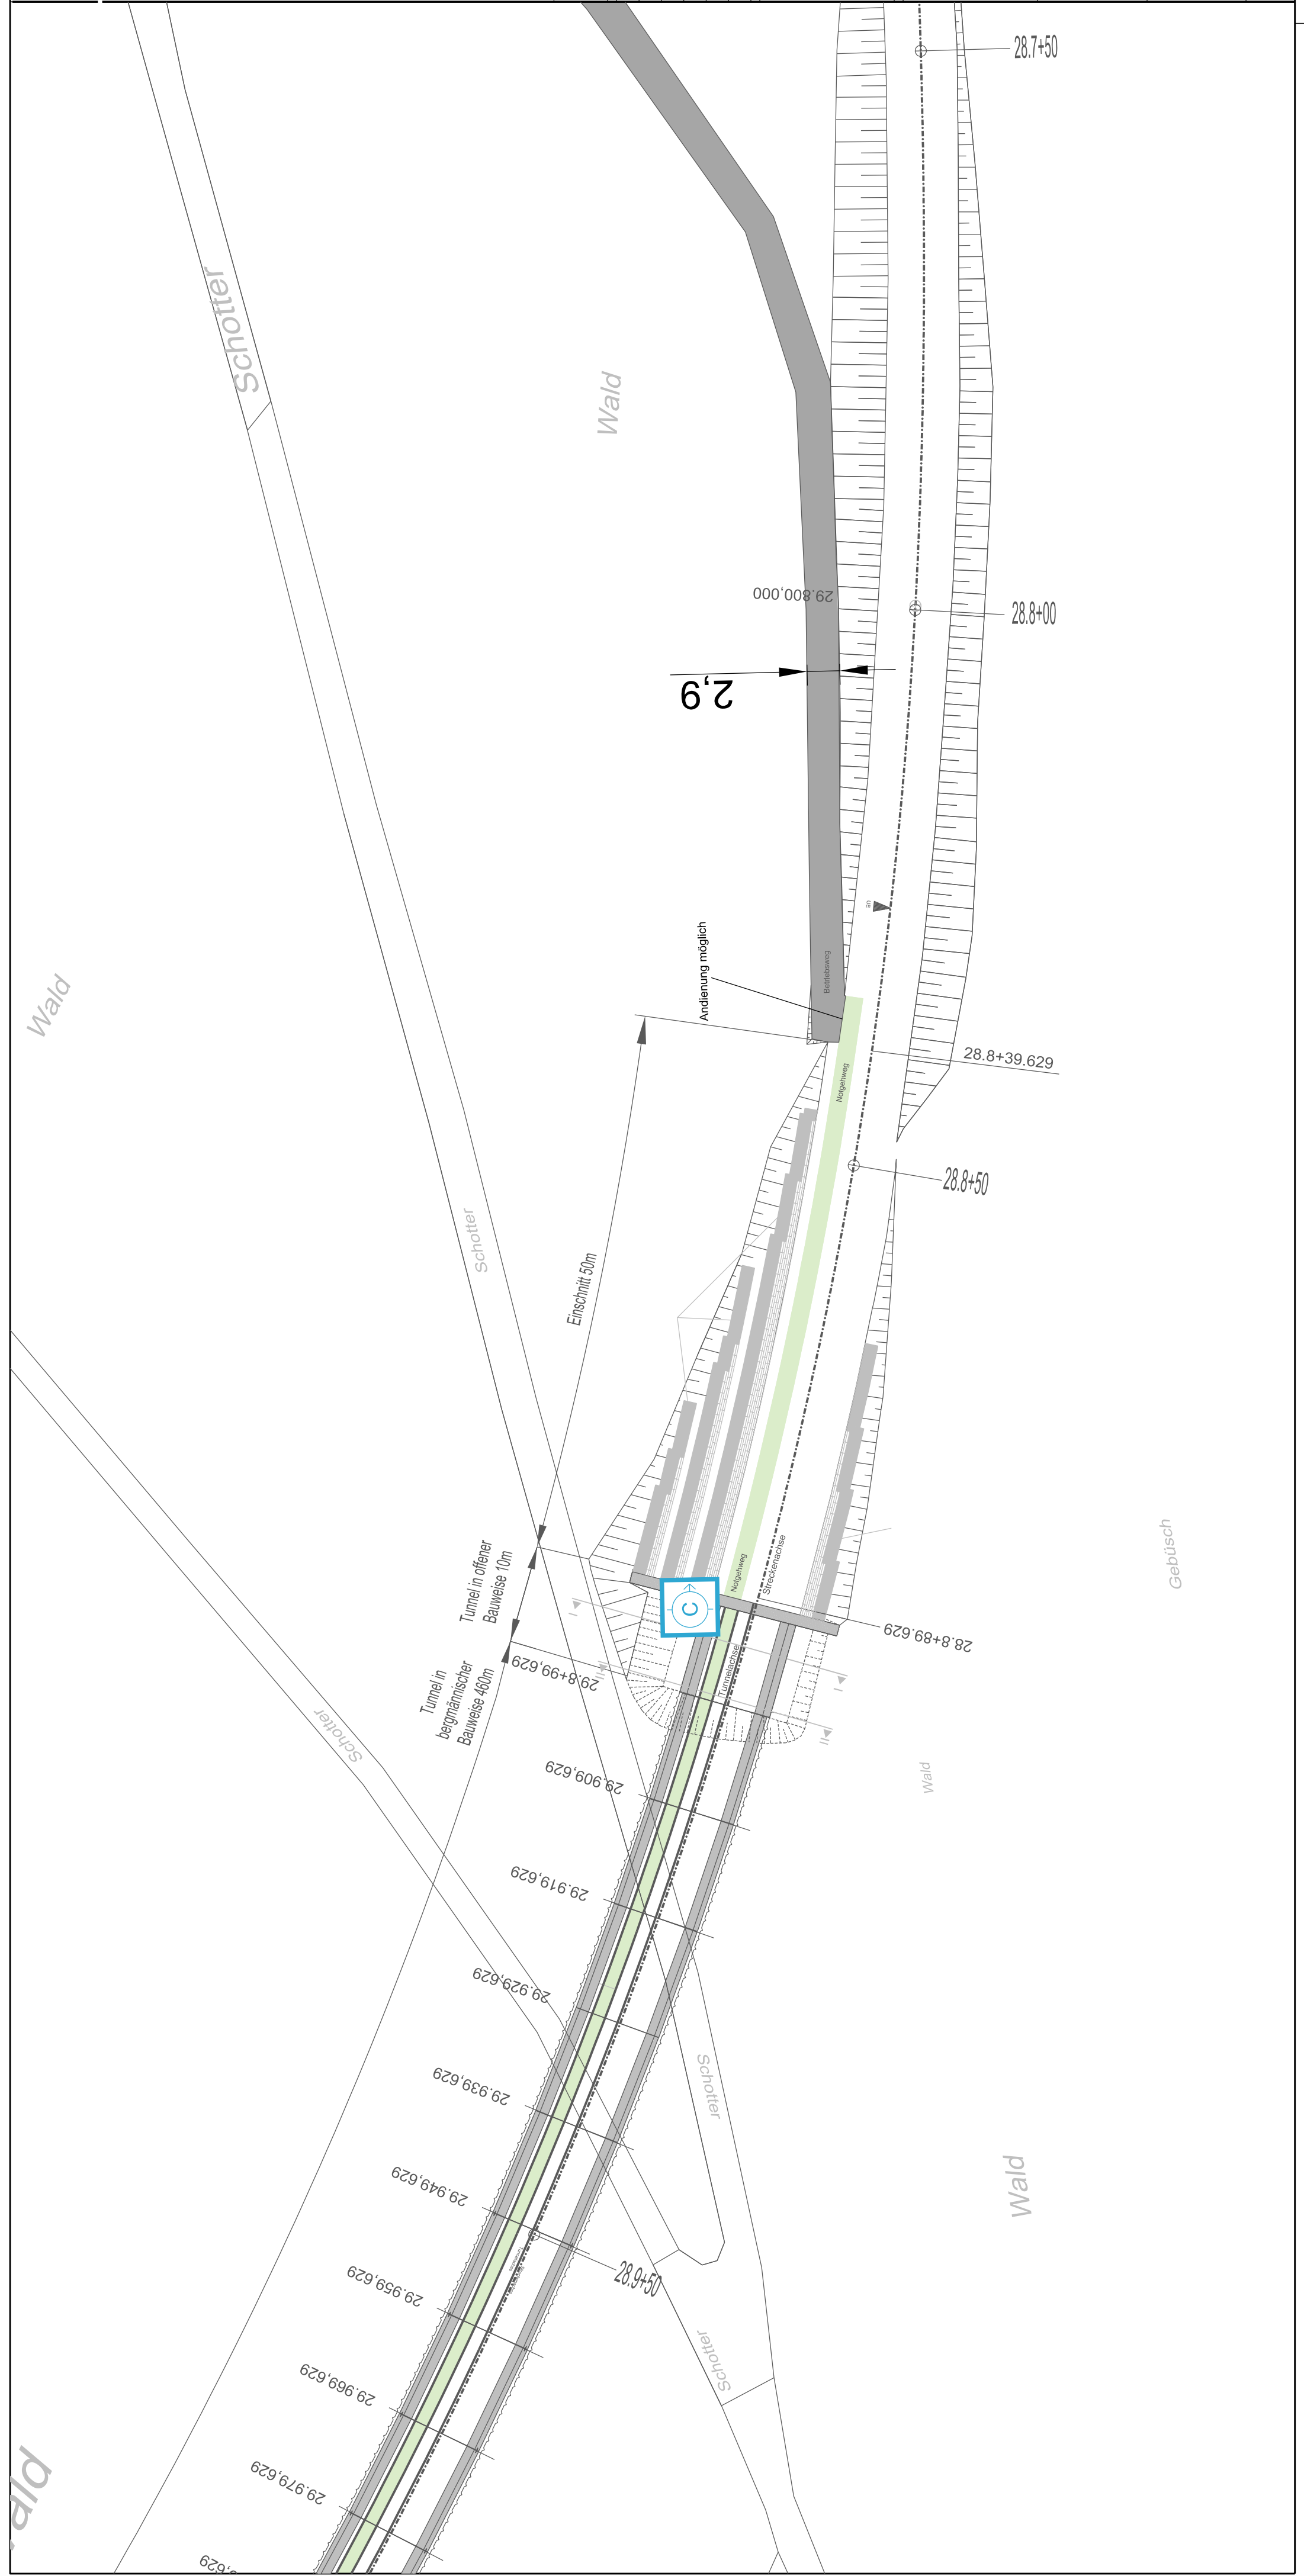 28.7+50
Schotter
Wald
29.800,000
28.8+00
2,9
Betriebsweg
Andienung möglich
Wald
28.8+39.629
Notgehweg
28.8+50
Schotter
Einschnitt 50m
Tunnel in offener
Bauweise 10m
Gebüsch
Streckenachse
Notgehweg
C
I
28.8+89.629
Tunnel in
bergmännischer
Bauweise 460m
29.8+99,629
II
Tunnelachse
I
II
Schotter
Wald
29.909,629
29.919,629
29.929,629
29.939,629
Schotter
29.949,629
Wald
28.9+50
29.959,629
Schotter
29.969,629
29.979,629
ald